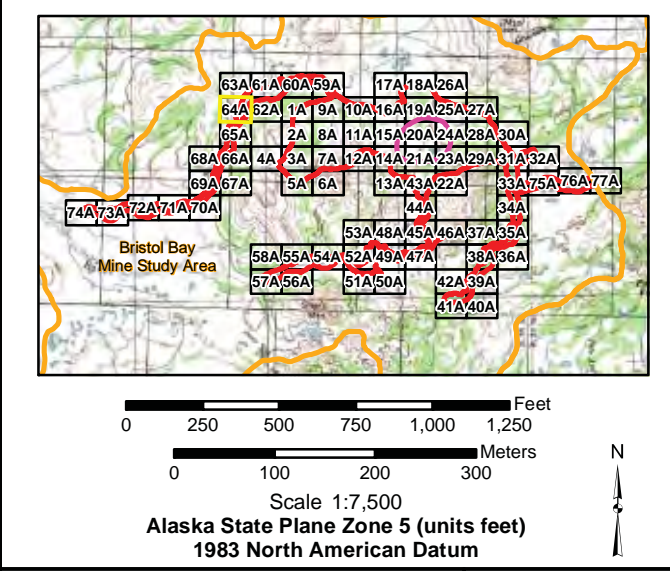 63A 61A 60A 59A 17A 18A 26A
64A 62A 1A 9A 10A 16A 19A 25A 27A
65A 2A 8A 11A 15A 20A 24A 28A 30A
68A 66A 4A 3A 7A 12A 14A 21A 23A 29A 31A 32A
69A 67A 5A 6A 13A 43A 22A 33A 75A 76A 77A
74A 73A 72A 71A 70A 44A 34A
53A 48A 45A 46A 37A 35A
Bristol Bay
Mine Study Area
58A 55A 54A 52A 49A 47A 38A 36A
57A 56A 51A 50A 42A 39A
41A 40A
Feet
0 250 500 750 1,000 1,250
Meters
0 100 200 300
N
Scale 1:7,500
Alaska State Plane Zone 5 (units feet)
1983 North American Datum